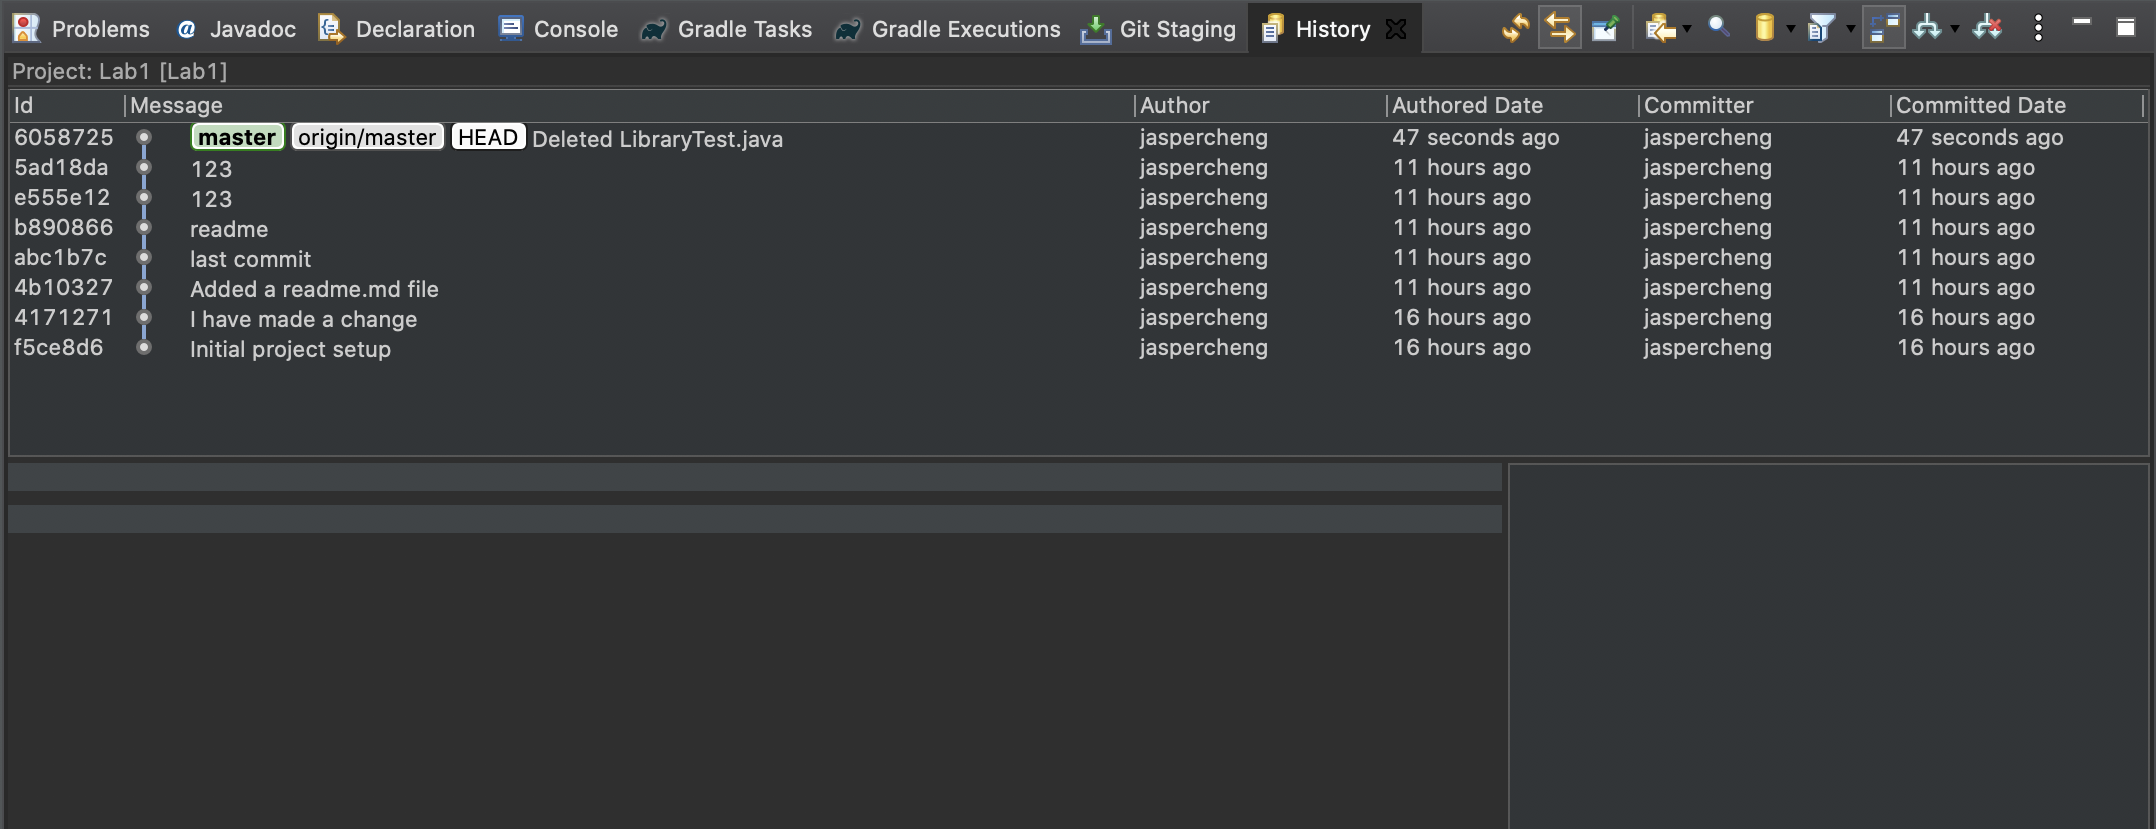 Problems @ Javadoc Declaration Console Gradle Tasks Gradle Executions Git Staging History
Project: Lab1 [Lab1]
Id Message Author Authored Date Committer Committed Date
6058725 master origin/master HEAD Deleted LibraryTest.java jaspercheng 47 seconds ago jaspercheng 47 seconds ago
5ad18da 123 jaspercheng 11 hours ago jaspercheng 11 hours ago
e555e12 123 jaspercheng 11 hours ago jaspercheng 11 hours ago
b890866 readme jaspercheng 11 hours ago jaspercheng 11 hours ago
abc1b7c last commit jaspercheng 11 hours ago jaspercheng 11 hours ago
4b10327 Added a readme.md file jaspercheng 11 hours ago jaspercheng 11 hours ago
4171271 I have made a change jaspercheng 16 hours ago jaspercheng 16 hours ago
f5ce8d6 Initial project setup jaspercheng 16 hours ago jaspercheng 16 hours ago